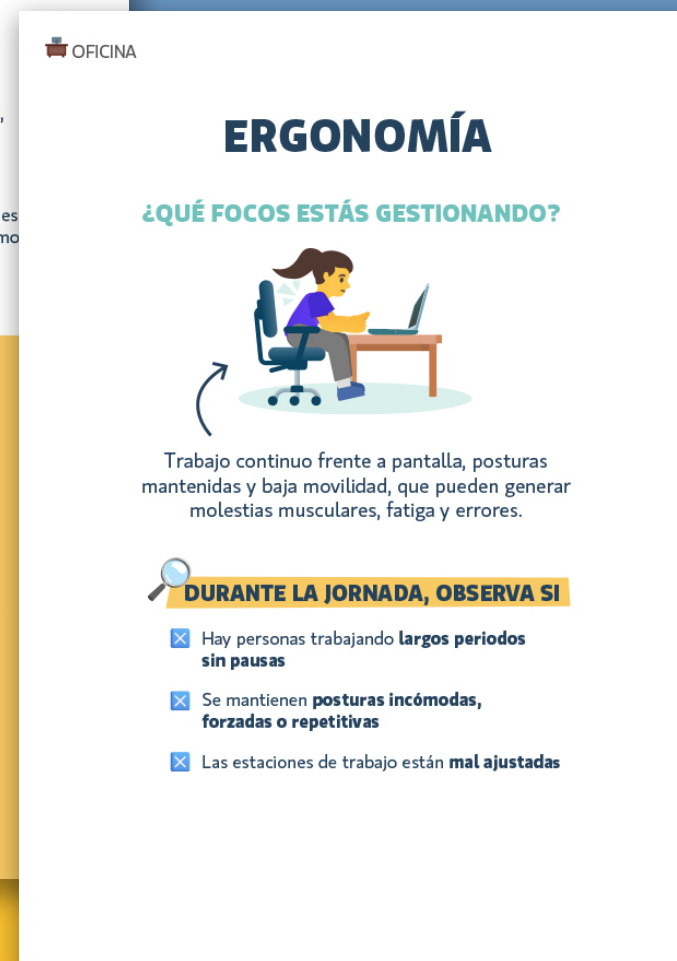 OFICINA
ERGONOMÍA
¿QUÉ FOCOS ESTÁS GESTIONANDO?
Trabajo continuo frente a pantalla, posturas
mantenidas y baja movilidad, que pueden generar
molestias musculares, fatiga y errores.
DURANTE LA JORNADA, OBSERVA SI
Hay personas trabajando largos periodos
sin pausas
Se mantienen posturas incómodas,
forzadas o repetitivas
Las estaciones de trabajo están mal ajustadas